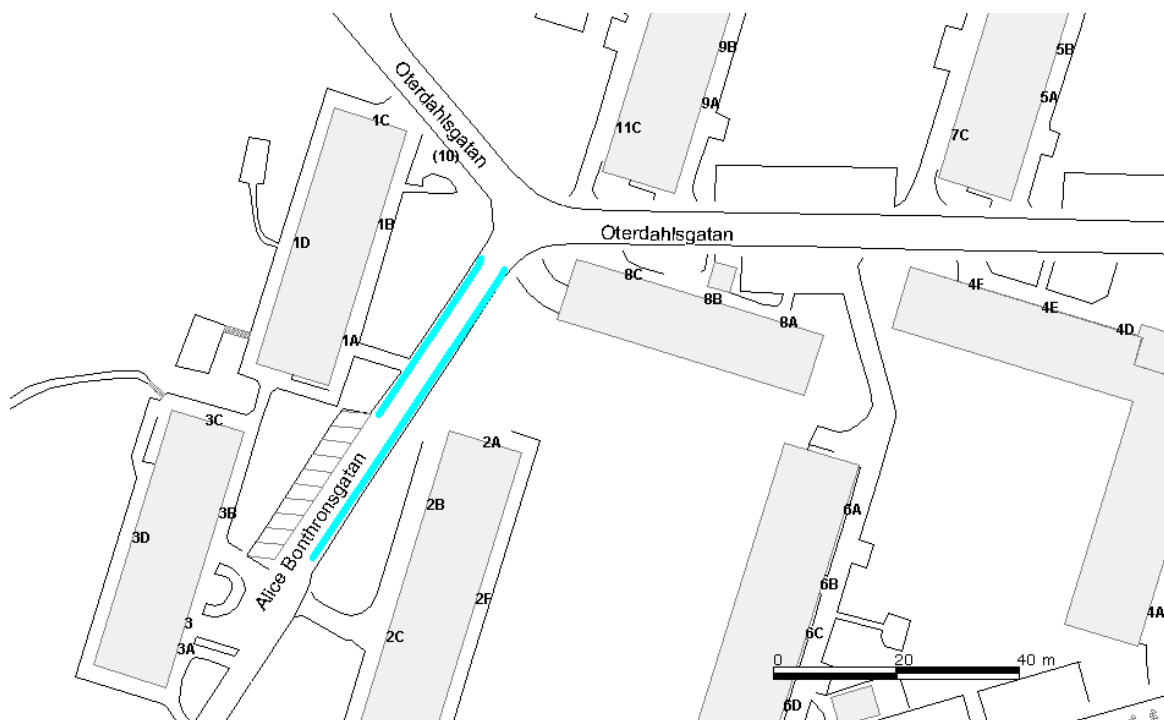 9B
5B
Oterdahlsgatan
5A
9A
1C
11C
7C
(10)
1B
Oterdahlsgatan
1D
8C
4F
8B
4E
8A
4D
1A
3C
2A
Alice Bonthronsgatan
2B
3B
6A
3D
6B
2F
4A
3
6C
2C
3A
0 20 40 m
6D